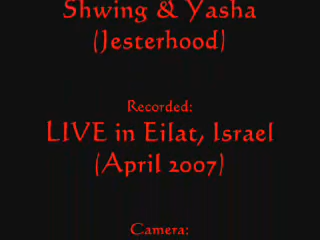 Shwing & Yasha
(Jesterhood)
Recorded:
LIVE in Eilat, Israel
(April 2007)
Camera: